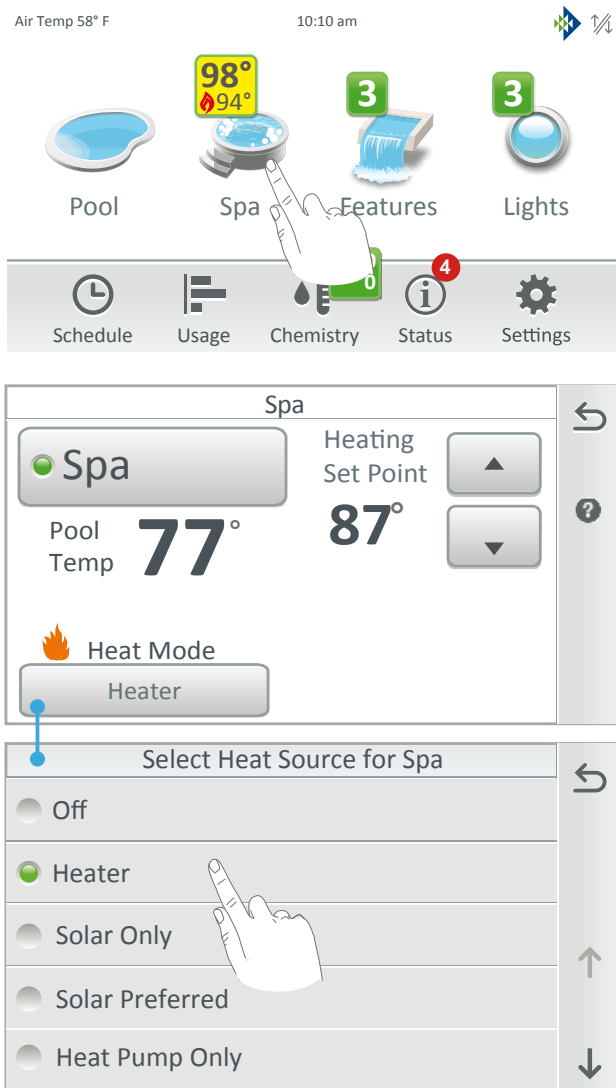 Air Temp 58° F 10:10 am
98°
94°
3
3
Pool Spa Features Lights
0
4
Schedule Usage Chemistry Status Settings
Spa
Spa
Heating
Set Point
Pool
Temp
77°
87°
Heat Mode
Heater
Select Heat Source for Spa
Off
Heater
Solar Only
Solar Preferred
Heat Pump Only